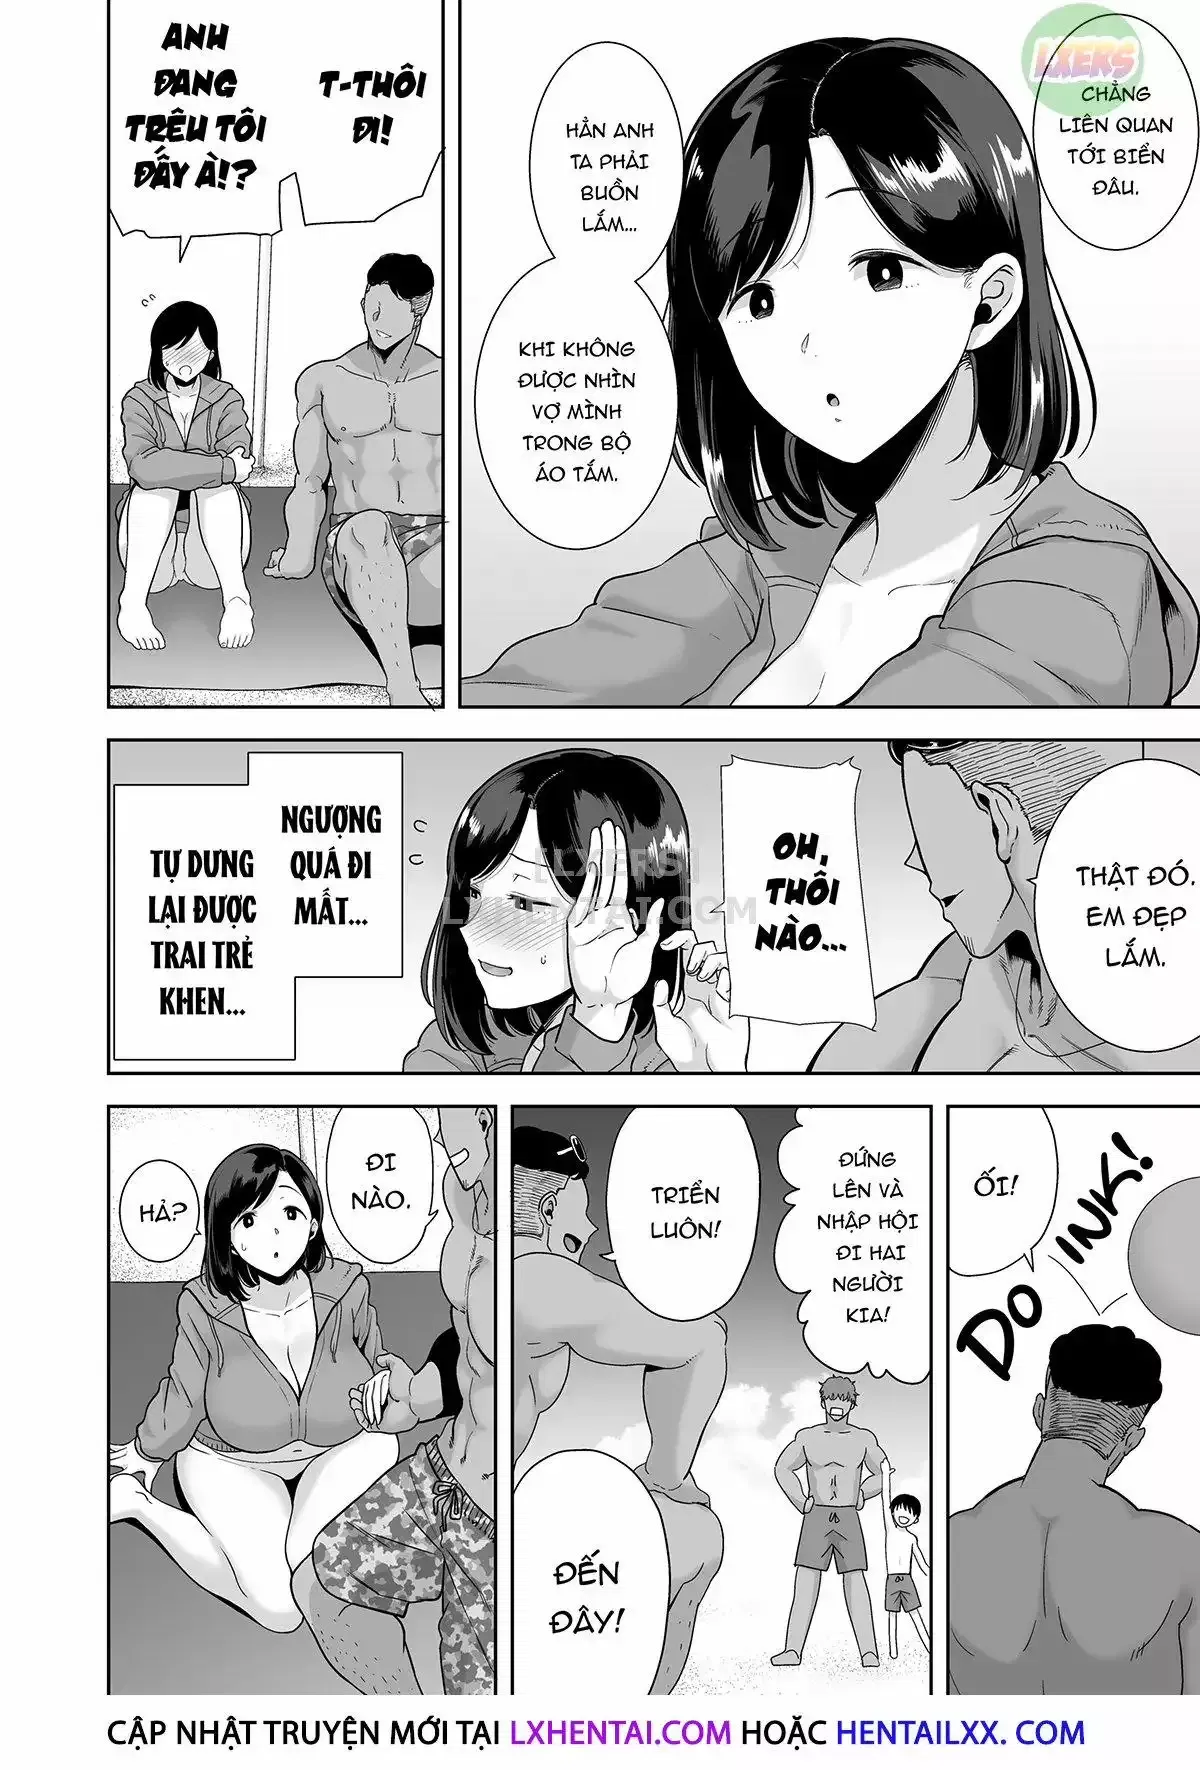 LXERS
CHẲNG
LIÊN QUAN
TỚI BIỂN
ĐÂU.
HẲN ANH
TA PHẢI
BUỒN
LẮM...
KHI KHÔNG
ĐƯỢC NHÌN
VỢ MÌNH
TRONG BỘ
ÁO TẮM.
T-THÔI
ĐI!
ANH
ĐANG
TRÊU TÔI
ĐẤY À!?
THẬT ĐÓ.
EM ĐẸP
LẮM.
OH,
THÔI
NÀO...
NGƯỢNG
QUÁ ĐI
MẤT...
TỰ DƯNG
LẠI ĐƯỢC
TRAI TRẺ
KHEN...
[LXERS]
LXHENTAI.COM
DO INK!
ỐI!
ĐỨNG
LÊN VÀ
NHẬP HỘI
ĐI HAI
NGƯỜI
KIA!
TRIỂN
LUÔN!
ĐẾN
ĐÂY!
ĐI
NÀO.
HẢ?
CẬP NHẬT TRUYỆN MỚI TẠI LXHENTAI.COM HOẶC HENTAILXX. COM